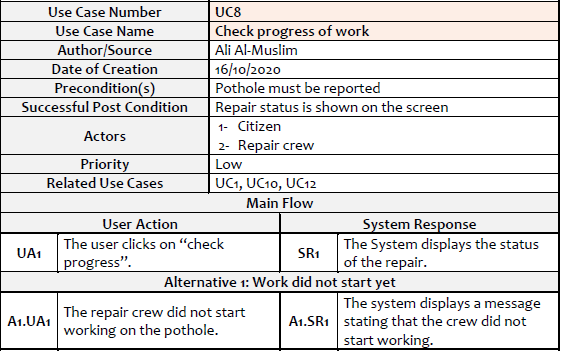 Use Case Number UC8
Use Case Name Check progress of work
Author/Source Ali Al-Muslim
Date of Creation 16/10/2020
Precondition(s) Pothole must be reported
Successful Post Condition Repair status is shown on the screen
Actors
1- Citizen
2- Repair crew
Priority Low
Related Use Cases UC1, UC10, UC12
Main Flow
User Action System Response
UA1
The user clicks on “check
progress”.
SR1
The System displays the status
of the repair.
Alternative 1: Work did not start yet
A1.UA1
The repair crew did not start
working on the pothole.
A1.SR1
The system displays a message
stating that the crew did not
start working.